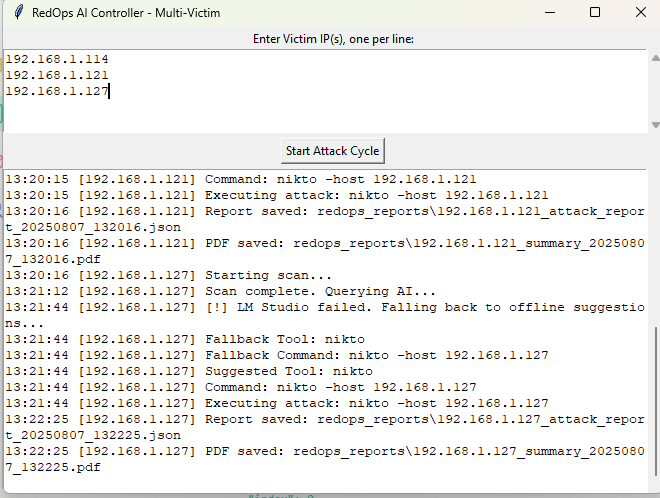 RedOps AI Controller - Multi-Victim
Enter Victim IP(s), one per line:
192.168.1.114
192.168.1.121
192.168.1.127
Start Attack Cycle
13:20:15 [192.168.1.121] Command: nikto -host 192.168.1.121
13:20:15 [192.168.1.121] Executing attack: nikto -host 192.168.1.121
13:20:16 [192.168.1.121] Report saved: redops_reports\192.168.1.121_attack_repor
t_20250807_132016.json
13:20:16 [192.168.1.121] PDF saved: redops_reports\192.168.1.121_summary_2025080
7_132016.pdf
13:20:16 [192.168.1.127] Starting scan...
13:21:12 [192.168.1.127] Scan complete. Querying AI...
13:21:44 [192.168.1.127] [!] LM Studio failed. Falling back to offline suggestio
ns...
13:21:44 [192.168.1.127] Fallback Tool: nikto
13:21:44 [192.168.1.127] Fallback Command: nikto -host 192.168.1.127
13:21:44 [192.168.1.127] Suggested Tool: nikto
13:21:44 [192.168.1.127] Command: nikto -host 192.168.1.127
13:21:44 [192.168.1.127] Executing attack: nikto -host 192.168.1.127
13:22:25 [192.168.1.127] Report saved: redops_reports\192.168.1.127_attack_repor
t_20250807_132225.json
13:22:25 [192.168.1.127] PDF saved: redops_reports\192.168.1.127_summary_2025080
7_132225.pdf